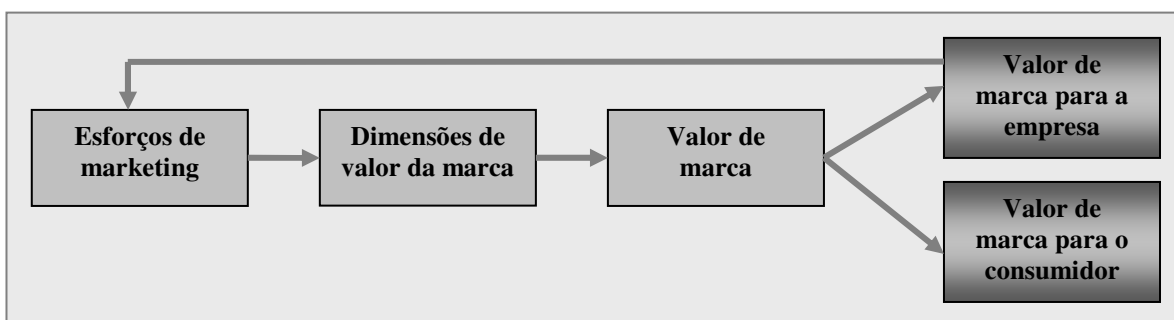 Esforços de
marketing
Dimensões de
valor da marca
Valor de
marca
Valor de
marca para a
empresa
Valor de
marca para o
consumidor